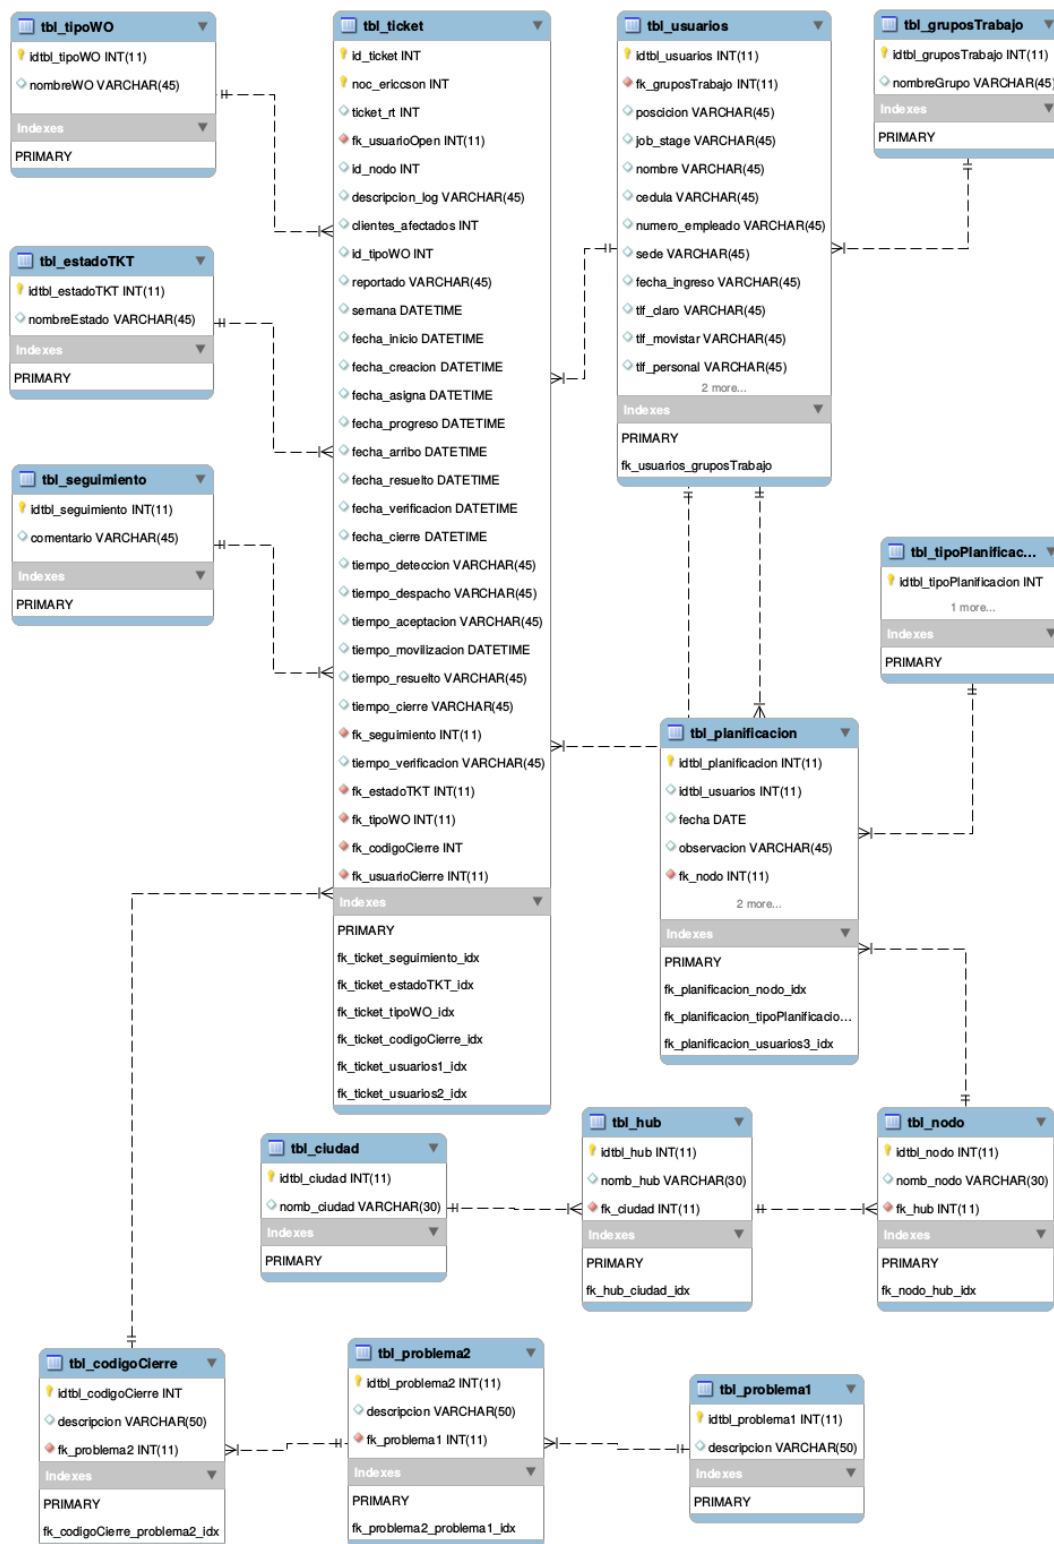 tbl_tipoWO
idtbl_tipoWO INT(11)
nombreWO VARCHAR(45)
Indexes
PRIMARY
tbl_estadoTKT
idtbl_estadoTKT INT(11)
nombreEstado VARCHAR(45)
Indexes
PRIMARY
tbl_seguimiento
idtbl_seguimiento INT(11)
comentario VARCHAR(45)
Indexes
PRIMARY
tbl_ticket
id_ticket INT
noc_ericcson INT
ticket_rt INT
fk_usuarioOpen INT(11)
id_nodo INT
descripcion_log VARCHAR(45)
clientes_afectados INT
id_tipoWO INT
reportado VARCHAR(45)
semana DATETIME
fecha_inicio DATETIME
fecha_creacion DATETIME
fecha_asigna DATETIME
fecha_progreso DATETIME
fecha_arribo DATETIME
fecha_resuelto DATETIME
fecha_verificacion DATETIME
fecha_cierre DATETIME
tiempo_deteccion VARCHAR(45)
tiempo_despacho VARCHAR(45)
tiempo_aceptacion VARCHAR(45)
tiempo_movilizacion DATETIME
tiempo_resuelto VARCHAR(45)
tiempo_cierre VARCHAR(45)
fk_seguimiento INT(11)
tiempo_verificacion VARCHAR(45)
fk_estadoTKT INT(11)
fk_tipoWO INT(11)
fk_codigoCierre INT
fk_usuarioCierre INT(11)
Indexes
PRIMARY
fk_ticket_seguimiento_idx
fk_ticket_estadoTKT_idx
fk_ticket_tipoWO_idx
fk_ticket_codigoCierre_idx
fk_ticket_usuarios1_idx
fk_ticket_usuarios2_idx
tbl_usuarios
idtbl_usuarios INT(11)
fk_gruposTrabajo INT(11)
poscicion VARCHAR(45)
job_stage VARCHAR(45)
nombre VARCHAR(45)
cedula VARCHAR(45)
numero_empleado VARCHAR(45)
sede VARCHAR(45)
fecha_ingreso VARCHAR(45)
tlf_claro VARCHAR(45)
tlf_movistar VARCHAR(45)
tlf_personal VARCHAR(45)
2 more...
Indexes
PRIMARY
fk_usuarios_gruposTrabajo
tbl_gruposTrabajo
idtbl_gruposTrabajo INT(11)
nombreGrupo VARCHAR(45)
Indexes
PRIMARY
tbl_tipoPlanificac...
idtbl_tipoPlanificacion INT
1 more...
Indexes
PRIMARY
tbl_planificacion
idtbl_planificacion INT(11)
idtbl_usuarios INT(11)
fecha DATE
observacion VARCHAR(45)
fk_nodo INT(11)
2 more...
Indexes
PRIMARY
fk_planificacion_nodo_idx
fk_planificacion_tipoPlanificacio...
fk_planificacion_usuarios3_idx
tbl_ciudad
idtbl_ciudad INT(11)
nomb_ciudad VARCHAR(30)
Indexes
PRIMARY
tbl_hub
idtbl_hub INT(11)
nomb_hub VARCHAR(30)
fk_ciudad INT(11)
Indexes
PRIMARY
fk_hub_ciudad_idx
tbl_nodo
idtbl_nodo INT(11)
nomb_nodo VARCHAR(30)
fk_hub INT(11)
Indexes
PRIMARY
fk_nodo_hub_idx
tbl_codigoCierre
idtbl_codigoCierre INT
descripcion VARCHAR(50)
fk_problema2 INT(11)
Indexes
PRIMARY
fk_codigoCierre_problema2_idx
tbl_problema2
idtbl_problema2 INT(11)
descripcion VARCHAR(50)
fk_problema1 INT(11)
Indexes
PRIMARY
fk_problema2_problema1_idx
tbl_problema1
idtbl_problema1 INT(11)
descripcion VARCHAR(50)
Indexes
PRIMARY